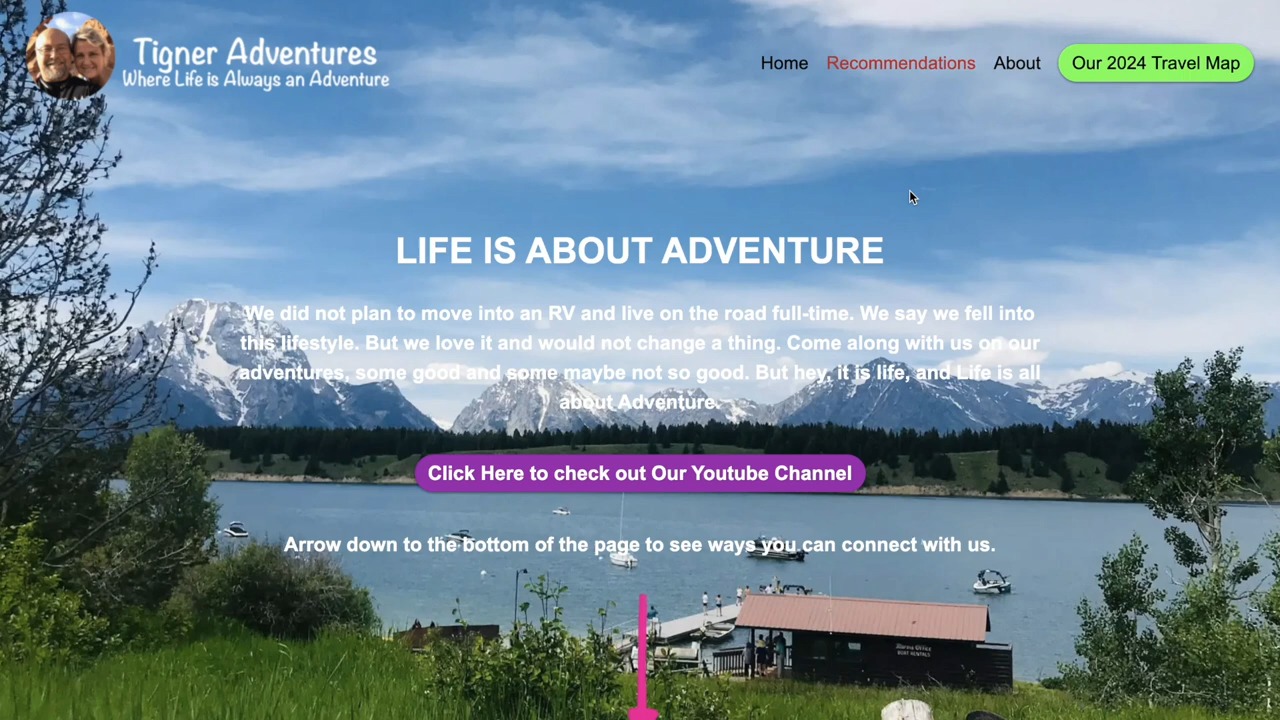 Tigner Adventures
Where Life is Always an Adventure
Home Recommendations About Our 2024 Travel Map
LIFE IS ABOUT ADVENTURE
We did not plan to move into an RV and live on the road full-time. We say we fell into
this lifestyle. But we love it and would not change a thing. Come along with us on our
adventures, some good and some maybe not so good. But hey, it is life, and Life is all
about Adventure.
Click Here to check out Our Youtube Channel
Arrow down to the bottom of the page to see ways you can connect with us.
Marina Office
BOAT RENTALS